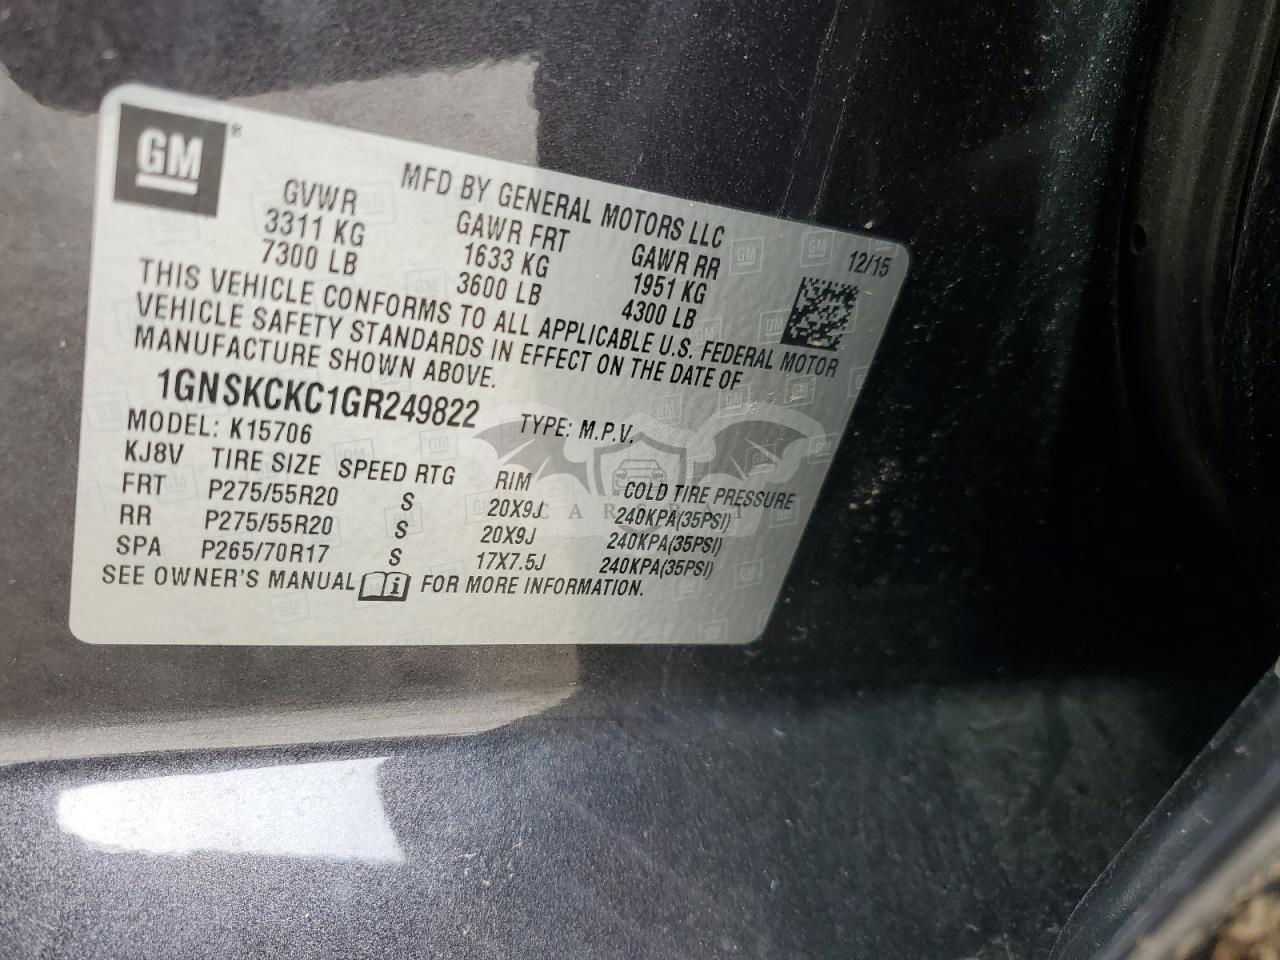 GM®
MFD BY GENERAL MOTORS LLC
12/15
GVWR GAWR FRT GAWR RR
3311 KG 1633 KG 1951 KG
7300 LB 3600 LB 4300 LB
THIS VEHICLE CONFORMS TO ALL APPLICABLE U.S. FEDERAL MOTOR
VEHICLE SAFETY STANDARDS IN EFFECT ON THE DATE OF
MANUFACTURE SHOWN ABOVE.
1GNSKCKC1GR249822 TYPE: M.P.V.
MODEL: K15706
KJ8V TIRE SIZE SPEED RTG RIM COLD TIRE PRESSURE
FRT P275/55R20 S 20X9J 240KPA(35PSI)
RR P275/55R20 S 20X9J 240KPA(35PSI)
SPA P265/70R17 S 17X7.5J 240KPA(35PSI)
SEE OWNER'S MANUAL i FOR MORE INFORMATION.